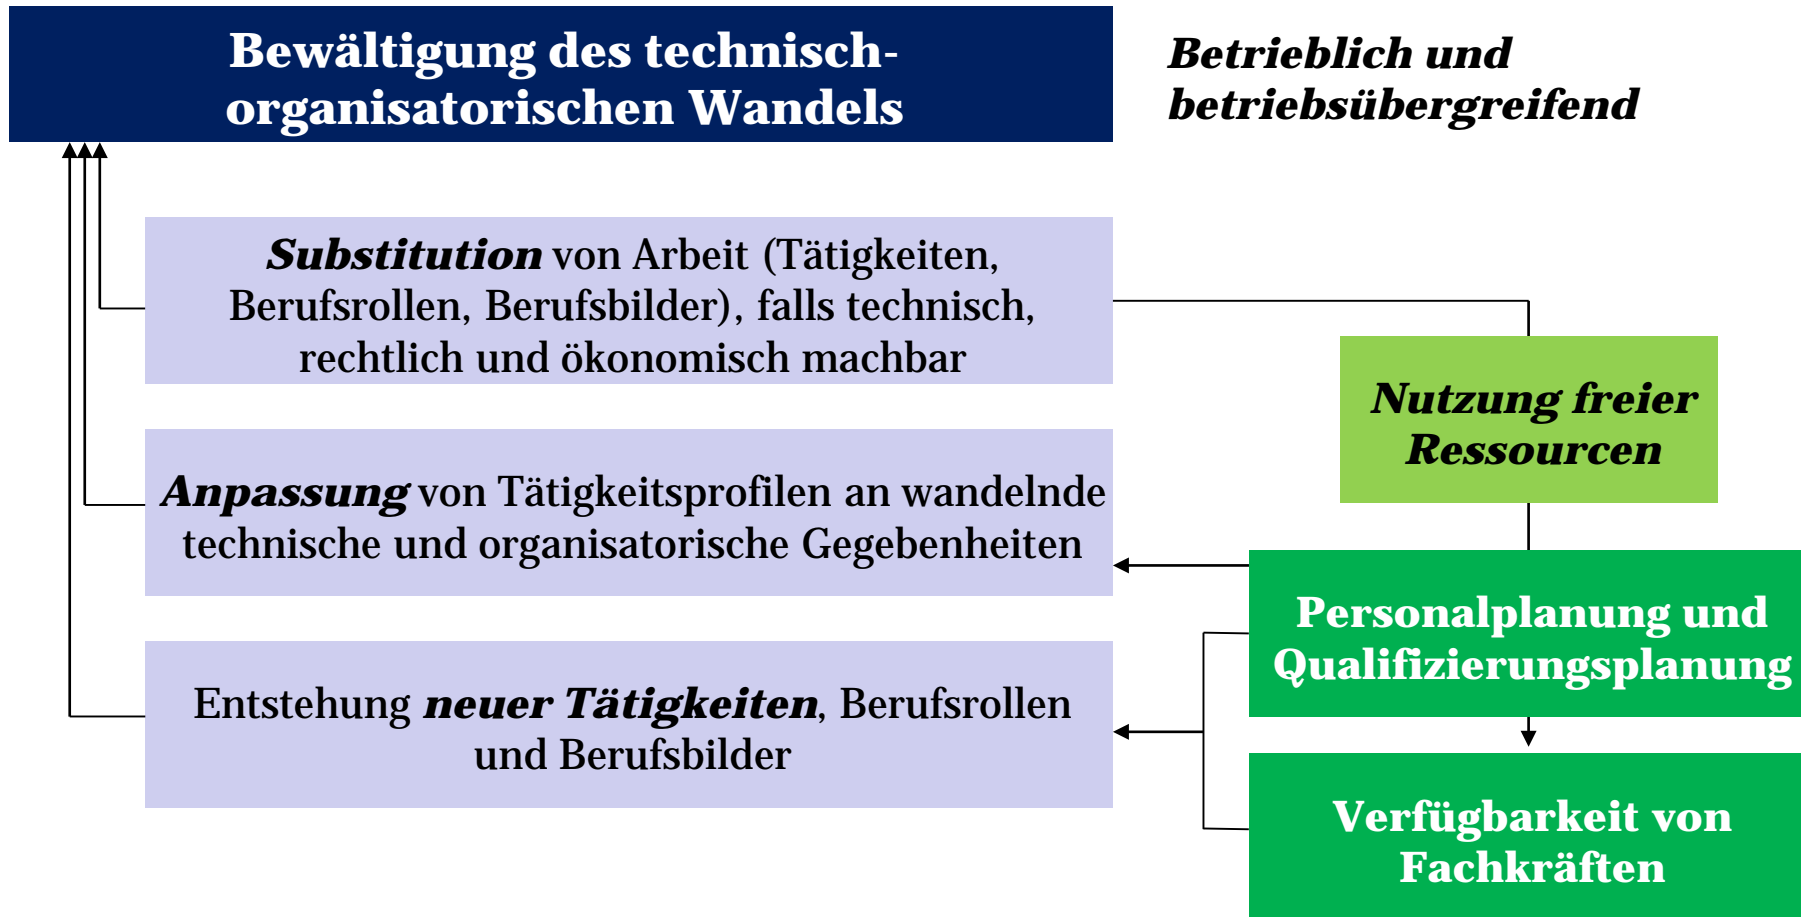 Bewältigung des technisch-
organisatorischen Wandels
Betrieblich und
betriebsübergreifend
Substitution von Arbeit (Tätigkeiten,
Berufsrollen, Berufsbilder), falls technisch,
rechtlich und ökonomisch machbar
Nutzung freier
Ressourcen
Anpassung von Tätigkeitsprofilen an wandelnde
technische und organisatorische Gegebenheiten
Personalplanung und
Qualifizierungsplanung
Entstehung neuer Tätigkeiten, Berufsrollen
und Berufsbilder
Verfügbarkeit von
Fachkräften